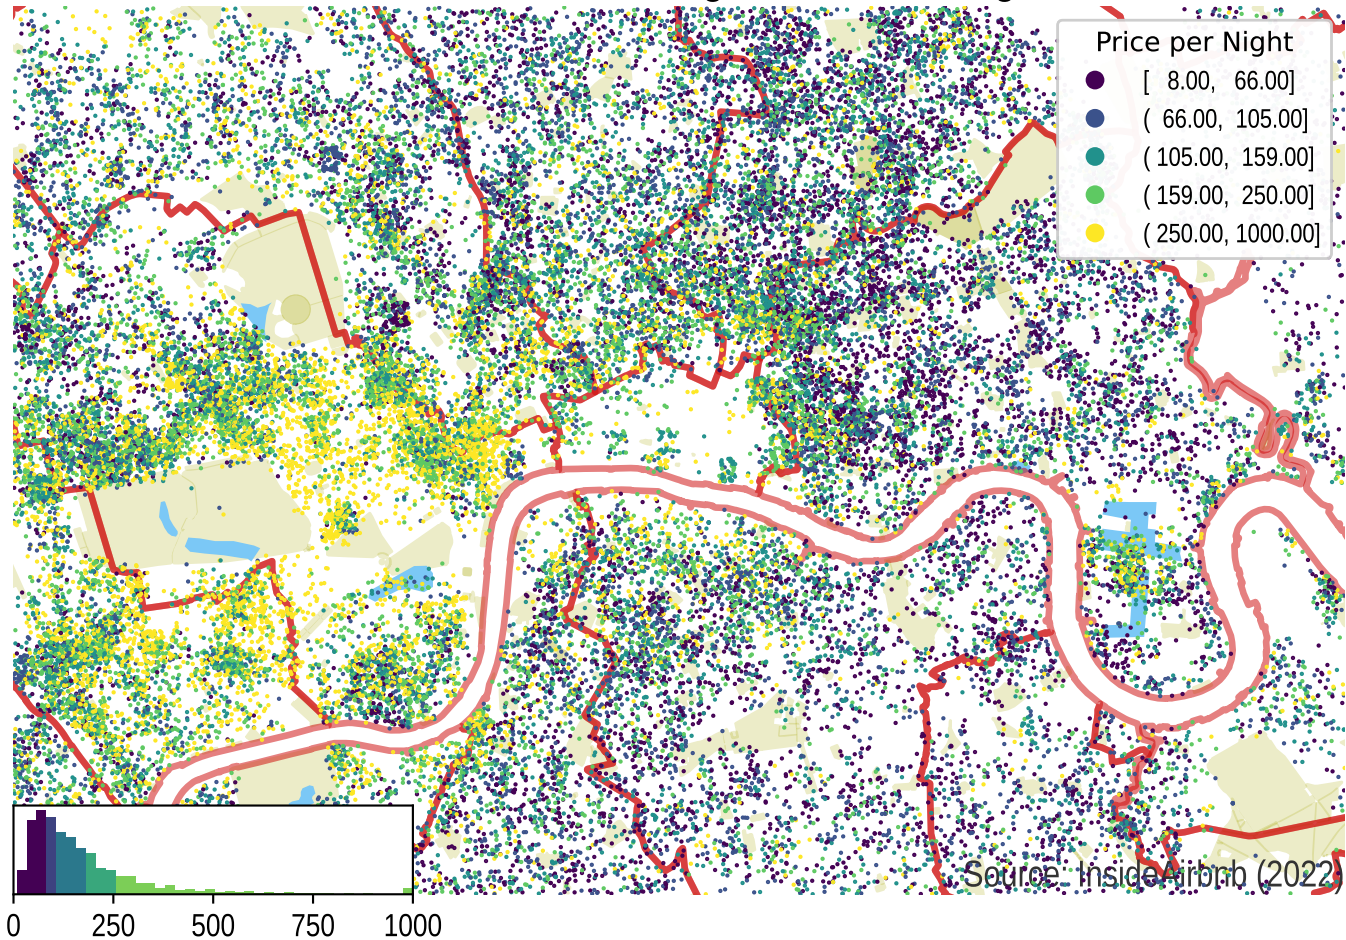 Price per Night
[ 8.00, 66.00]
( 66.00, 105.00]
( 105.00, 159.00]
( 159.00, 250.00]
( 250.00, 1000.00]
Source: InsideAirbnb (2022)
0 250 500 750 1000